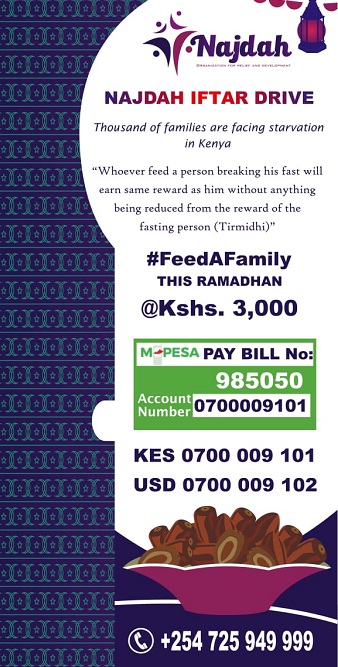 Najdah
ORGANIZATION FOR RELIEF AND DEVELOPMENT
NAJDAH IFTAR DRIVE
Thousand of families are facing starvation
in Kenya
“Whoever feed a person breaking his fast will
earn same reward as him without anything
being reduced from the reward of the
fasting person (Tirmidhi)”
#FeedAFamily
THIS RAMADHAN
@Kshs. 3,000
M-PESA PAY BILL No:
985050
Account
Number 0700009101
KES 0700 009 101
USD 0700 009 102
+254 725 949 999